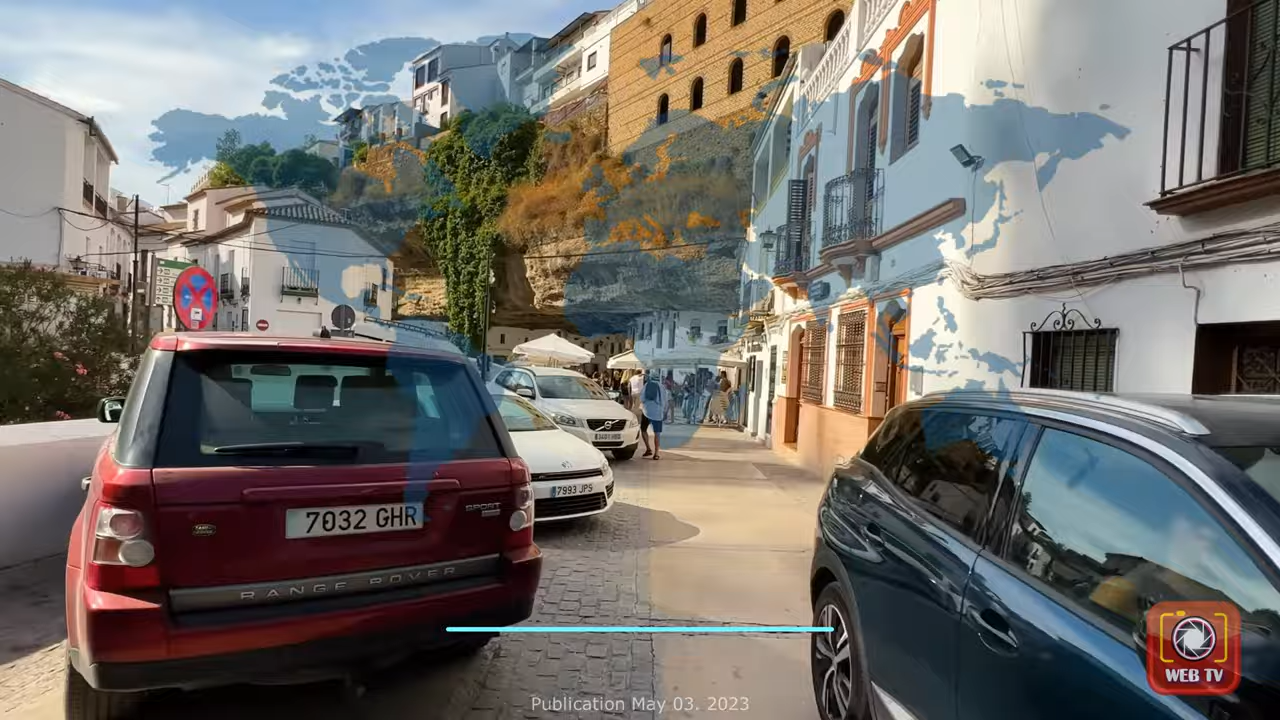 7993 JPS
7032 GHR
SPORT
RANGE ROVER
WEB TV
Publication May 03. 2023